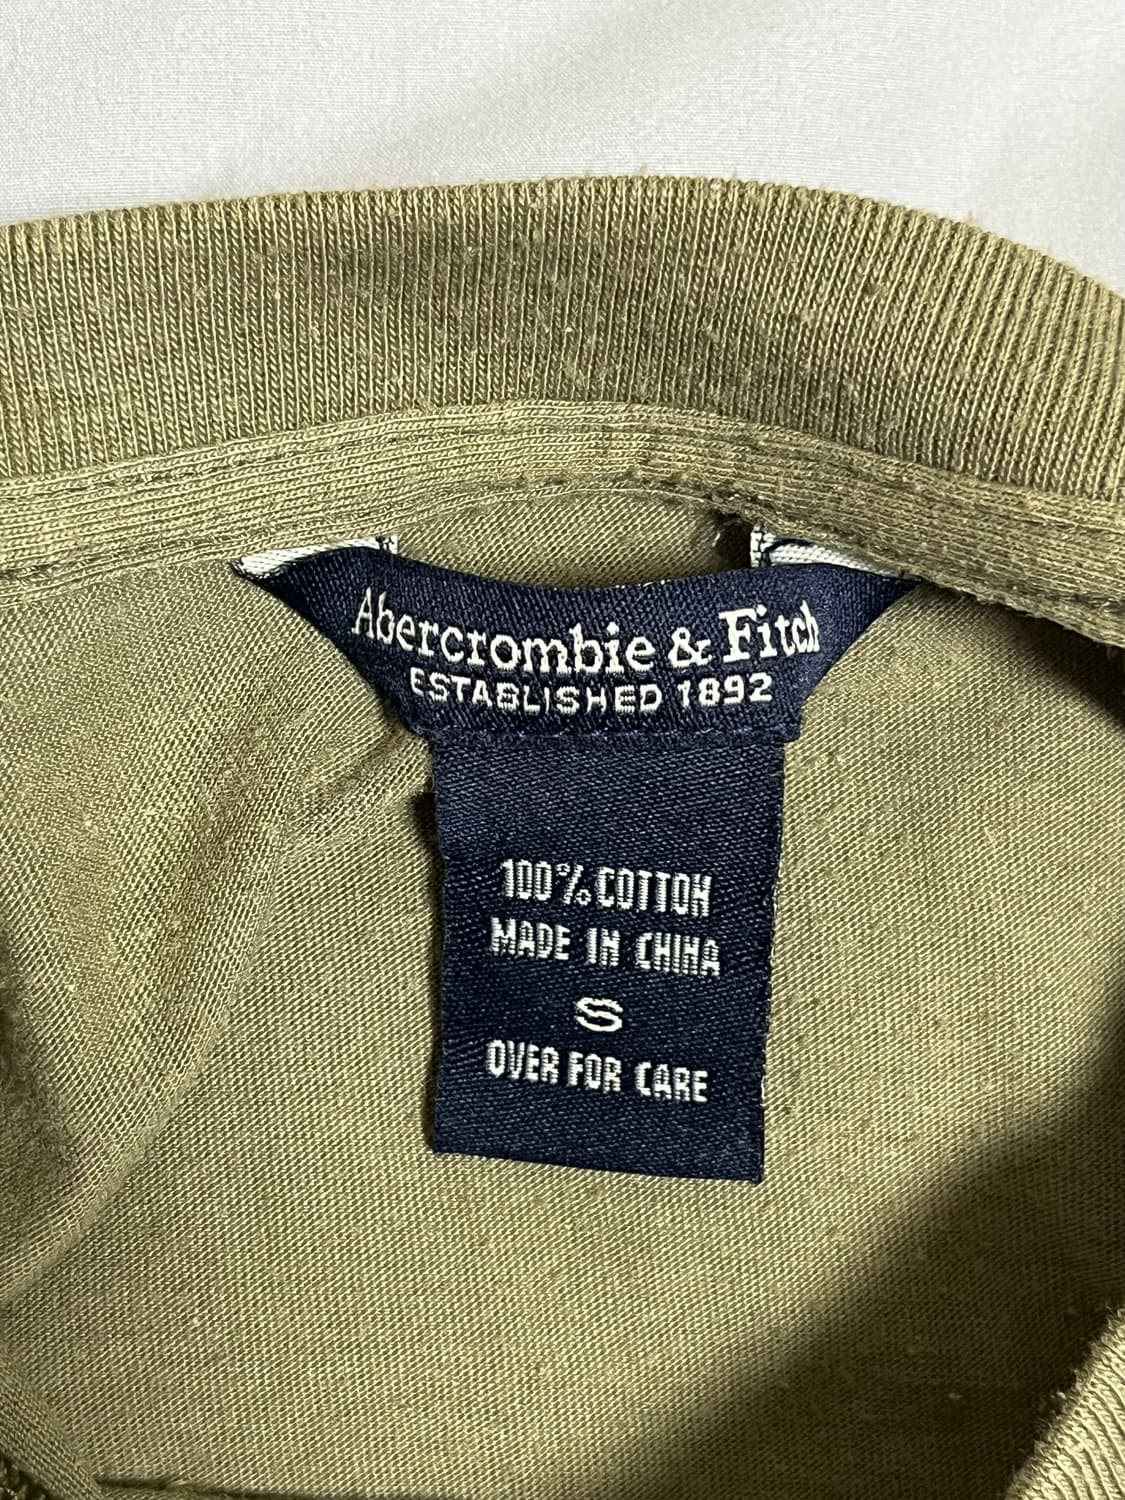 Abercrombie & Fitch
ESTABLISHED 1892
100% COTTON
MADE IN CHINA
S
OVER FOR CARE